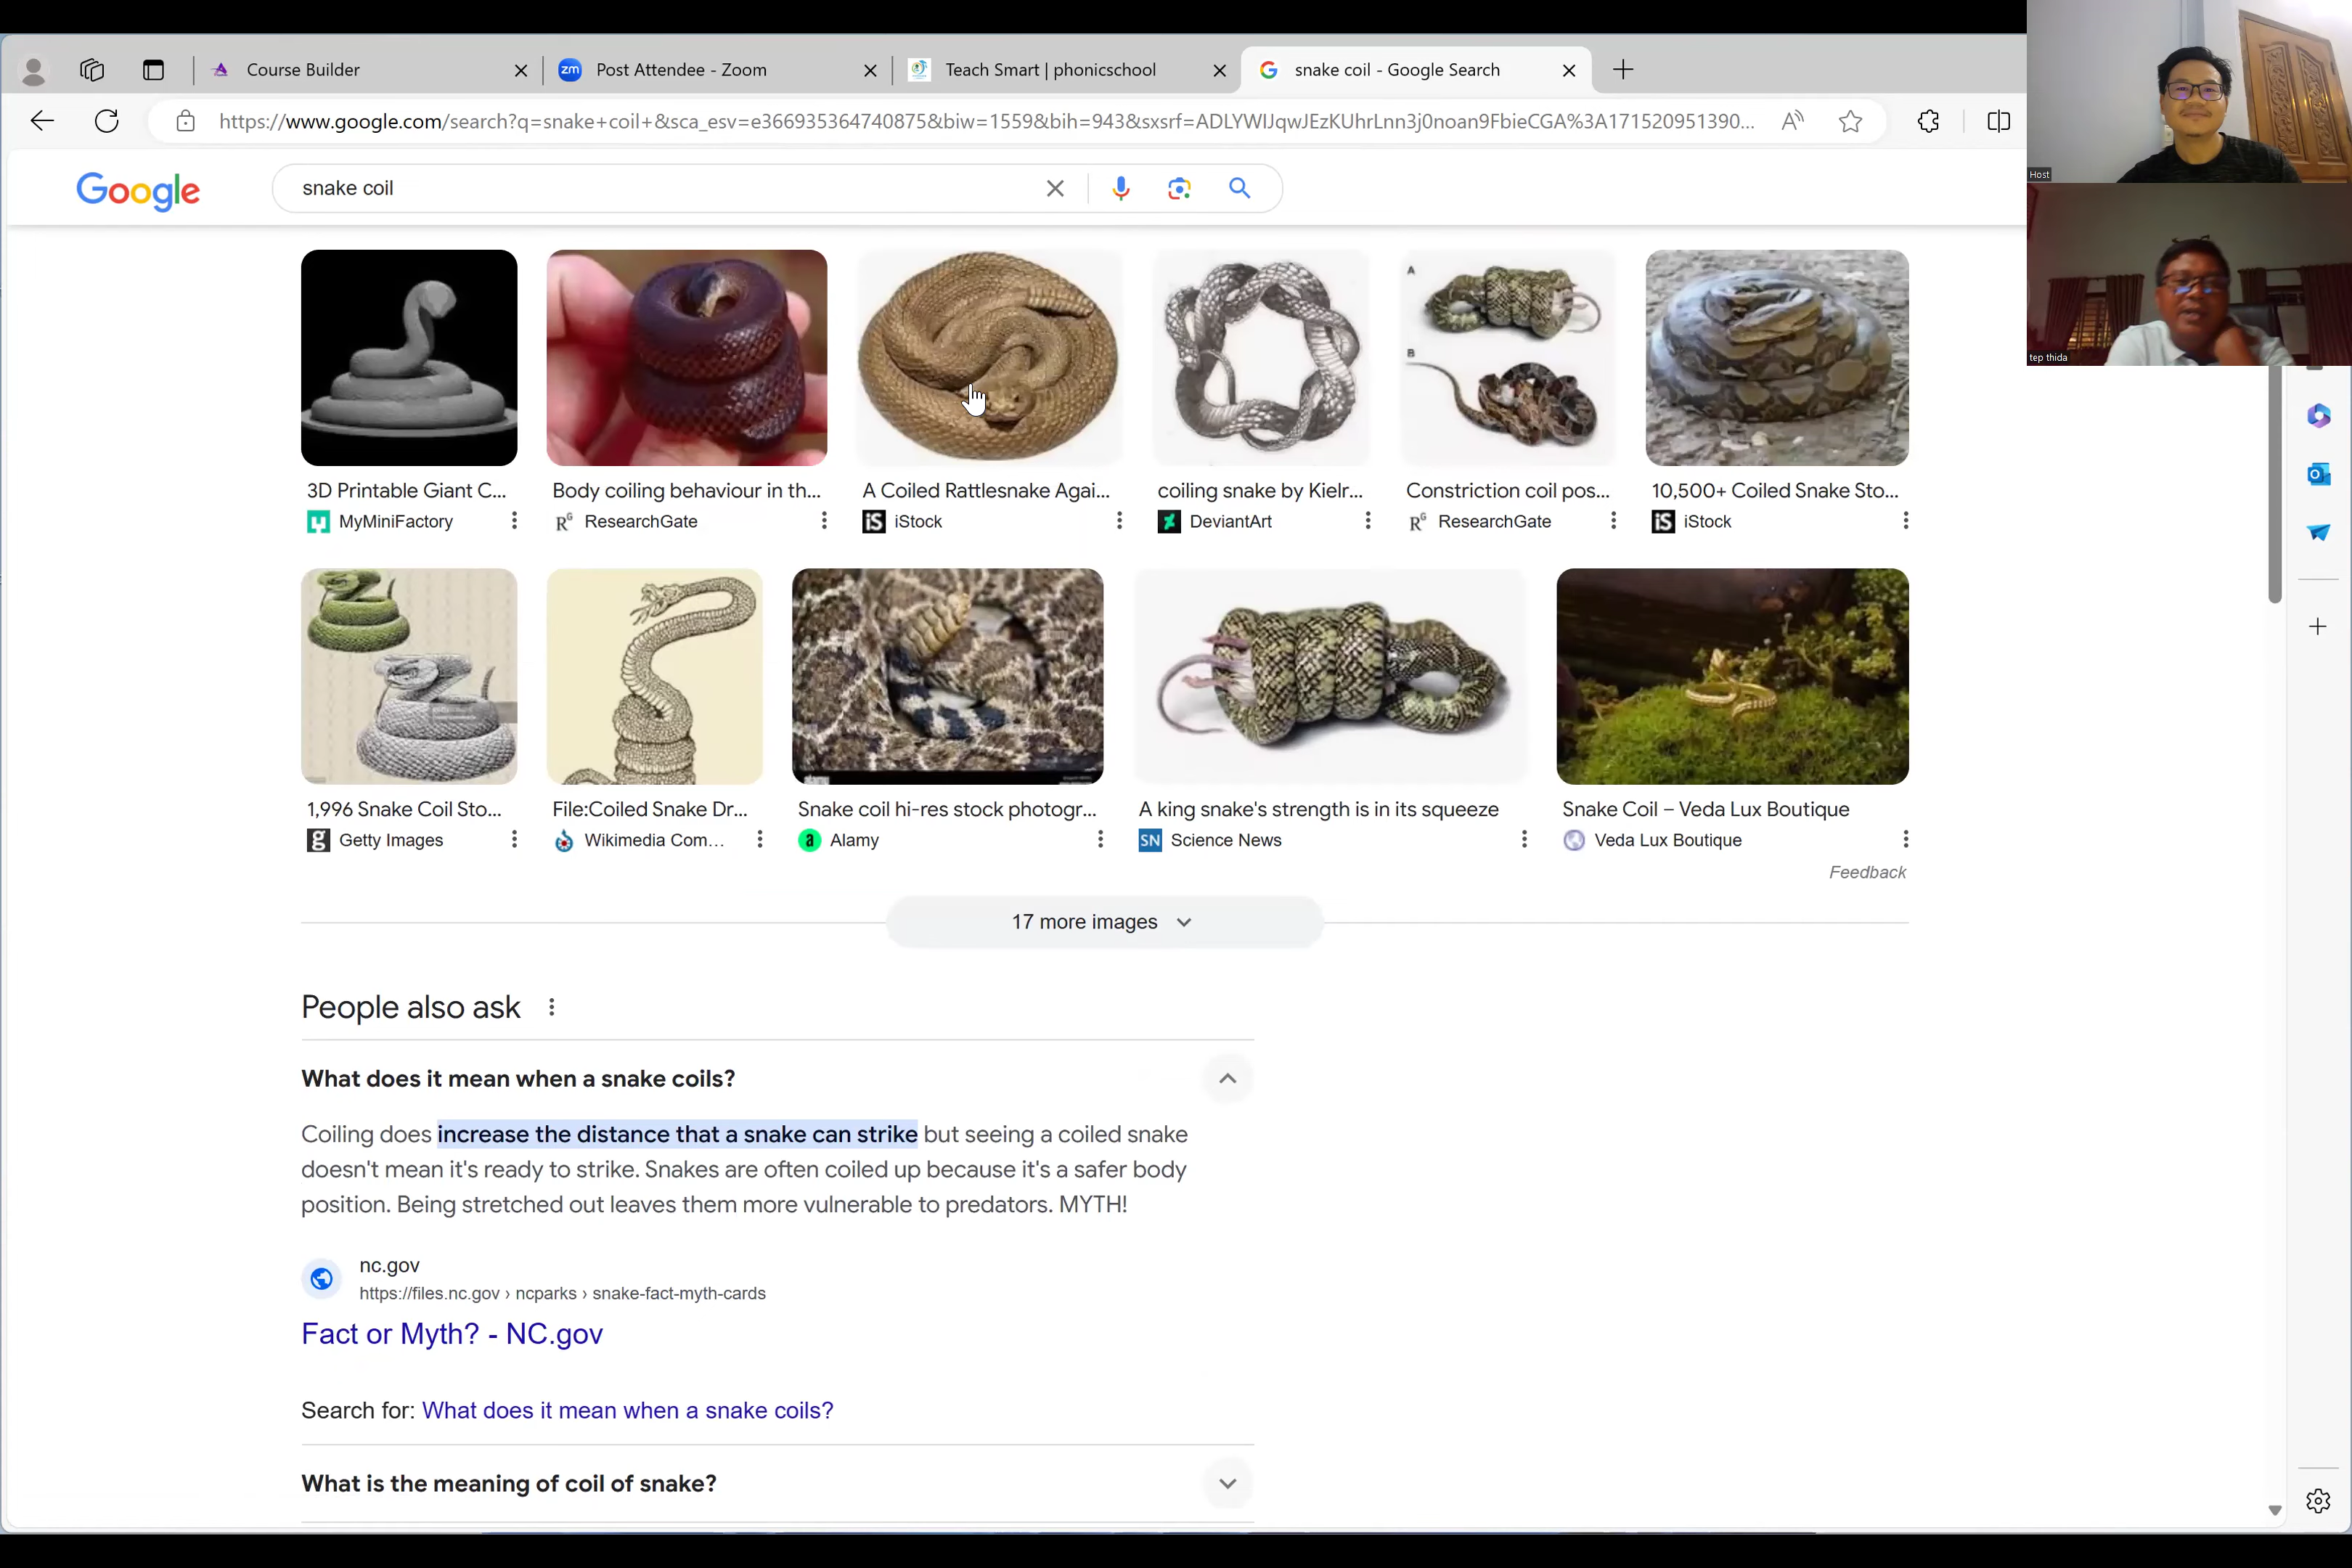 Course Builder
zm
Post Attendee - Zoom
Teach Smart | phonicschool
snake coil - Google Search
https://www.google.com/search?q=snake+coil+&sca_esv=e366935364740875&biw=1559&bih=943&sxsrf=ADLYWIJqwJEzKUhrLnn3j0noan9FbieCGA%3A171520951390...
Host
tep thida
Google
snake coil
A
B
3D Printable Giant C...
MyMiniFactory
Body coiling behaviour in th...
ResearchGate
A Coiled Rattlesnake Agai...
iStock
coiling snake by Kielr...
DeviantArt
Constriction coil pos...
ResearchGate
10,500+ Coiled Snake Sto...
iStock
1,996 Snake Coil Sto...
Getty Images
File:Coiled Snake Dr...
Wikimedia Com...
Snake coil hi-res stock photogr...
Alamy
A king snake's strength is in its squeeze
Science News
Snake Coil – Veda Lux Boutique
Veda Lux Boutique
Feedback
17 more images
People also ask
What does it mean when a snake coils?
Coiling does increase the distance that a snake can strike but seeing a coiled snake
doesn't mean it's ready to strike. Snakes are often coiled up because it's a safer body
position. Being stretched out leaves them more vulnerable to predators. MYTH!
nc.gov
https://files.nc.gov › ncparks › snake-fact-myth-cards
Fact or Myth? - NC.gov
Search for: What does it mean when a snake coils?
What is the meaning of coil of snake?